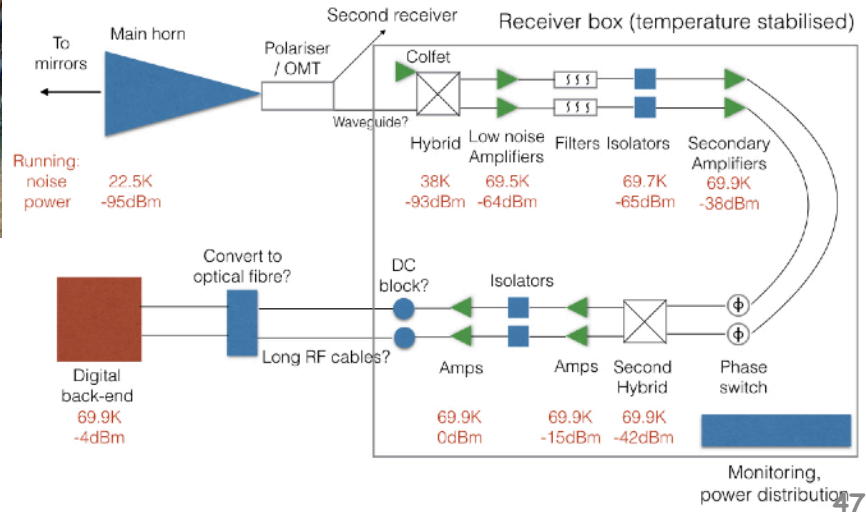 Second receiver
Receiver box (temperature stabilised)
To
mirrors
Main horn
Polariser
/ OMT
Colfet
Waveguide?
Hybrid
Low noise
Amplifiers
Filters
Isolators
Secondary
Amplifiers
Running:
noise
power
22.5K
-95dBm
38K
-93dBm
69.5K
-64dBm
69.7K
-65dBm
69.9K
-38dBm
Convert to
optical fibre?
DC
block?
Isolators
ϕ
ϕ
Long RF cables?
Digital
back-end
Amps
Amps
Second
Hybrid
Phase
switch
69.9K
-4dBm
69.9K
0dBm
69.9K
-15dBm
69.9K
-42dBm
Monitoring,
power distribution
47